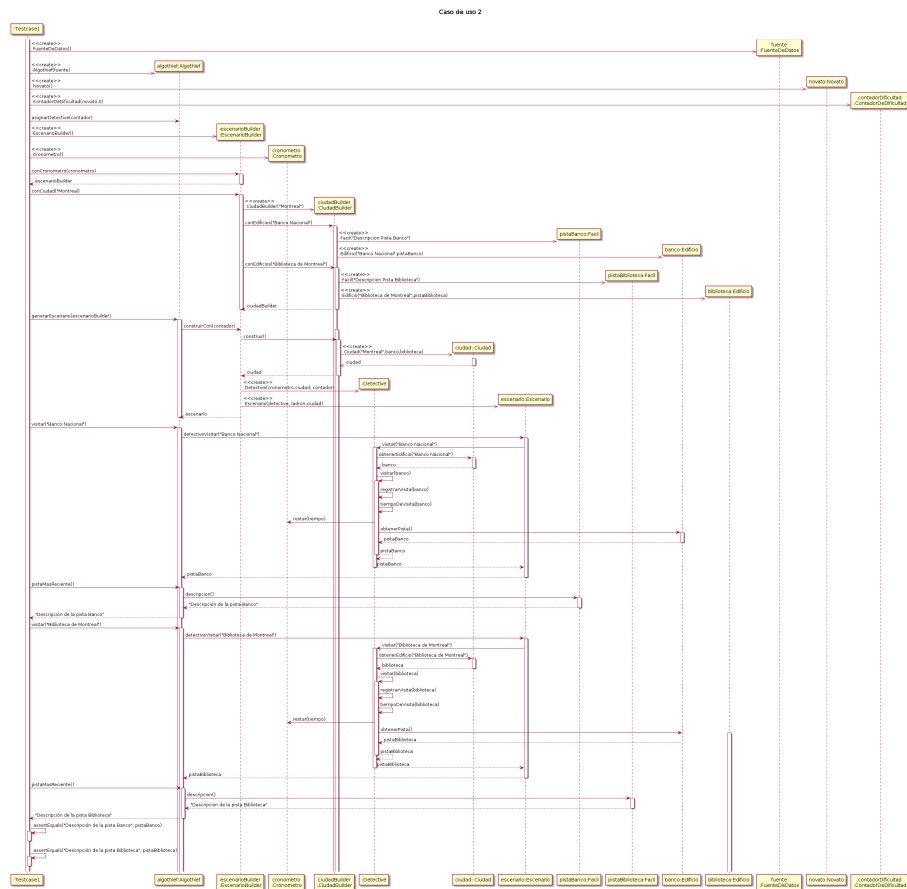 Caso de uso 2
:Testcase1
<<create>>
FuenteDeDatos()
fuente
:FuenteDeDatos
<<create>>
Algothief(fuente)
algothief:Algothief
<<create>>
Novato()
novato:Novato
<<create>>
ContadorDeDificultad(novato,0)
contadorDificultad
:ContadorDeDificultad
asignarDetective(contador)
<<create>>
EscenarioBuilder()
escenarioBuilder
:EscenarioBuilder
<<create>>
Cronometro()
cronometro
:Cronometro
conCronometro(cronometro)
escenarioBuilder
conCiudad("Montreal)
<<create>>
CiudadBuilder("Montreal")
ciudadBuilder
:CiudadBuilder
conEdificios("Banco Nacional")
<<create>>
Facil("Descripcion Pista Banco")
pistaBanco:Facil
<<create>>
Edificio("Banco Nacional",pistaBanco)
banco:Edificio
conEdificios("Biblioteca de Montreal")
<<create>>
Facil("Descripcion Pista Biblioteca")
pistaBiblioteca:Facil
<<create>>
Edificio("Biblioteca de Montreal",pistaBiblioteca)
biblioteca:Edificio
ciudadBuilder
generarEscenario(escenarioBuilder)
construirCon(contador)
construir()
<<create>>
Ciudad("Montreal",banco,biblioteca)
ciudad: Ciudad
ciudad
ciudad
<<create>>
Detective(cronometro,ciudad, contador)
:Detective
<<create>>
Escenario(detective, ladron,ciudad)
escenario:Escenario
escenario
visitar("Banco Nacional")
detectiveVisitar("Banco Nacional")
visitar("Banco Nacional")
obtenerEdificio("Banco Nacional")
banco
visitar(banco)
registrarVisita(banco)
tiempoDeVisita(banco)
restar(tiempo)
obtenerPista()
pistaBanco
pistaBanco
pistaBanco
pistaBanco
pistaMasReciente()
descripcion()
"Descripción de la pista Banco"
"Descripción de la pista Banco"
visitar("Biblioteca de Montreal")
detectiveVisitar("Biblioteca de Montreal")
visitar("Biblioteca de Montreal")
obtenerEdificio("Biblioteca de Montreal")
biblioteca
visitar(biblioteca)
registrarVisita(biblioteca)
tiempoDeVisita(biblioteca)
restar(tiempo)
obtenerPista()
pistaBiblioteca
pistaBiblioteca
pistaBiblioteca
pistaBiblioteca
pistaMasReciente()
descripcion()
"Descripción de la pista Biblioteca"
"Descripción de la pista Biblioteca"
assertEquals("Descripción de la pista Banco", pistaBanco)
assertEquals("Descripción de la pista Biblioteca", pistaBiblioteca)
:Testcase1
algothief:Algothief
escenarioBuilder
:EscenarioBuilder
cronometro
:Cronometro
ciudadBuilder
:CiudadBuilder
:Detective
ciudad: Ciudad
escenario:Escenario
pistaBanco:Facil
pistaBiblioteca:Facil
banco:Edificio
biblioteca:Edificio
fuente
:FuenteDeDatos
novato:Novato
contadorDificultad
:ContadorDeDificultad